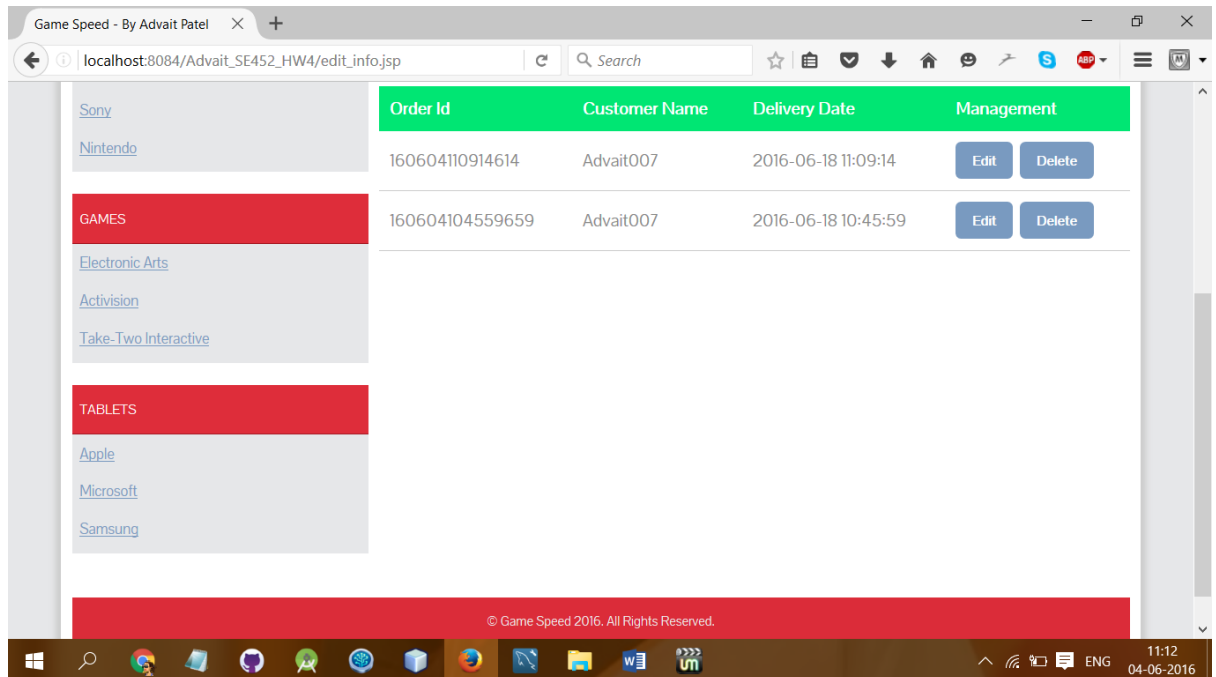 Game Speed - By Advait Patel
localhost:8084/Advait_SE452_HW4/edit_info.jsp
Search
ABP
Sony
Nintendo
GAMES
Electronic Arts
Activision
Take-Two Interactive
TABLETS
Apple
Microsoft
Samsung
Order Id Customer Name Delivery Date Management
160604110914614 Advait007 2016-06-18 11:09:14 Edit Delete
160604104559659 Advait007 2016-06-18 10:45:59 Edit Delete
© Game Speed 2016. All Rights Reserved.
ENG
11:12
04-06-2016